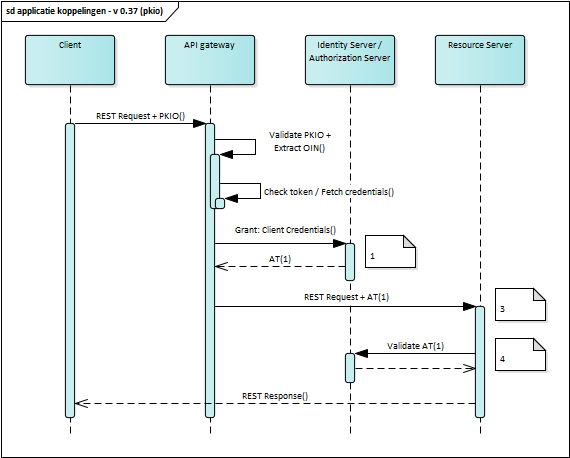 sd applicatie koppelingen - v 0.37 (pkio)
Client
API gateway
Identity Server /
Authorization Server
Resource Server
REST Request + PKIO()
Validate PKIO +
Extract OIN()
Check token / Fetch credentials()
Grant: Client Credentials()
1
AT(1)
REST Request + AT(1)
3
Validate AT(1)
4
REST Response()